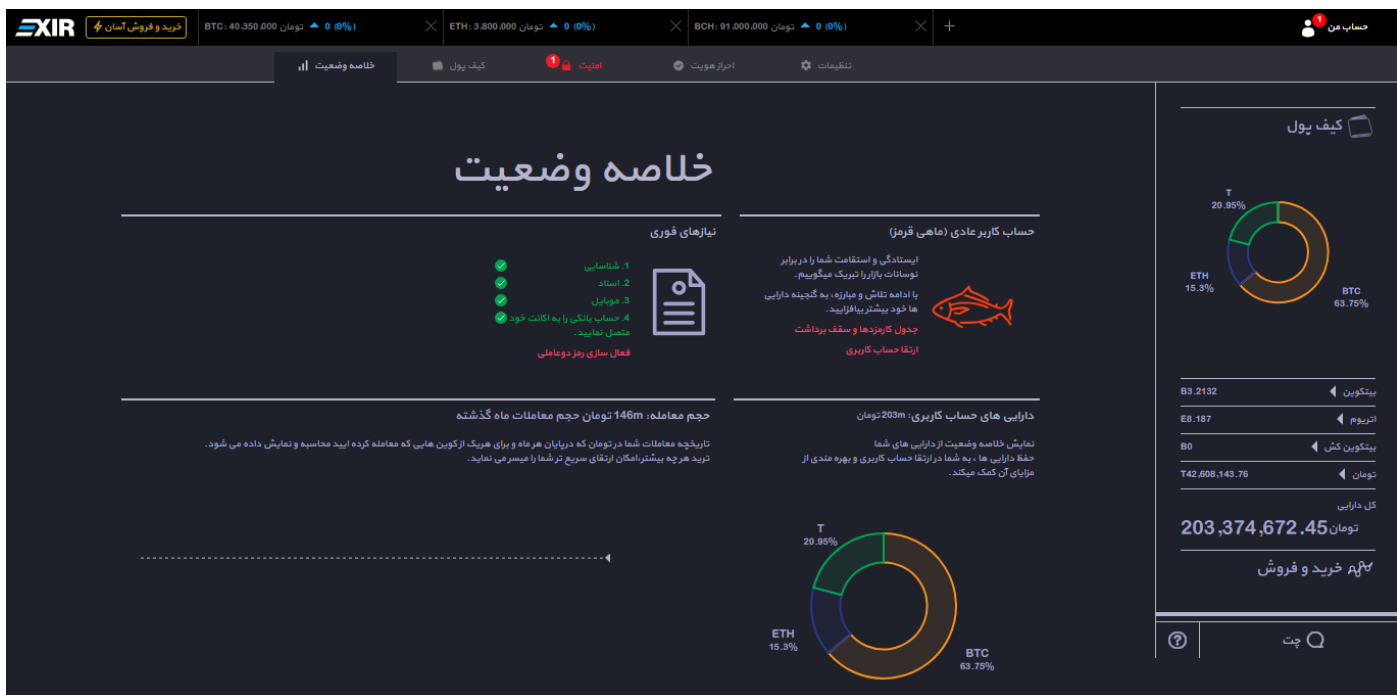 EXIR
خرید و فروش آسان
BTC: 40.350.000 تومان ▲ 0 (0%)
ETH: 3.800.000 تومان ▲ 0 (0%)
BCH: 91.000.000 تومان ▲ 0 (0%)
حساب من 1
خلاصه وضعیت
کیف پول
امنیت 1
احراز هویت
تنظیمات
خلاصه وضعیت
حساب کاربر عادی (ماهی قرمز)
ایستادگی و استقامت شما را در برابر
نوسانات بازار را تبریک میگوییم.
با ادامه تلاش و مبارزه، به گنجینه دارایی
ها خود بیشتر بیافزایید.
جدول کارمزدها و سقف برداشت
ارتقا حساب کاربری
نیازهای فوری
1. شناسایی
2. اسناد
3. موبایل
4. حساب بانکی را به اکانت خود
متصل نمایید.
فعال سازی رمز دوعاملی
دارایی های حساب کاربری: 203m تومان
نمایش خلاصه وضعیت از دارایی های شما
حفظ دارایی ها ، به شما در ارتقا حساب کاربری و بهره مندی از
مزایای آن کمک میکند.
T
20.95%
ETH
15.3%
BTC
63.75%
حجم معامله: 146m تومان حجم معاملات ماه گذشته
تاریخچه معاملات شما در تومان که درپایان هر ماه و برای هریک از کوین هایی که معامله کرده ایید محاسبه و نمایش داده می شود.
ترید هر چه بیشتر،امکان ارتقای سریع تر شما را میسر می نماید.
کیف پول
T
20.95%
ETH
15.3%
BTC
63.75%
بیتکوین B3.2132
اتریوم E8.187
بیتکوین کش B0
تومان T42,608,143.76
کل دارایی
203,374,672.45 تومان
خرید و فروش
چت
?